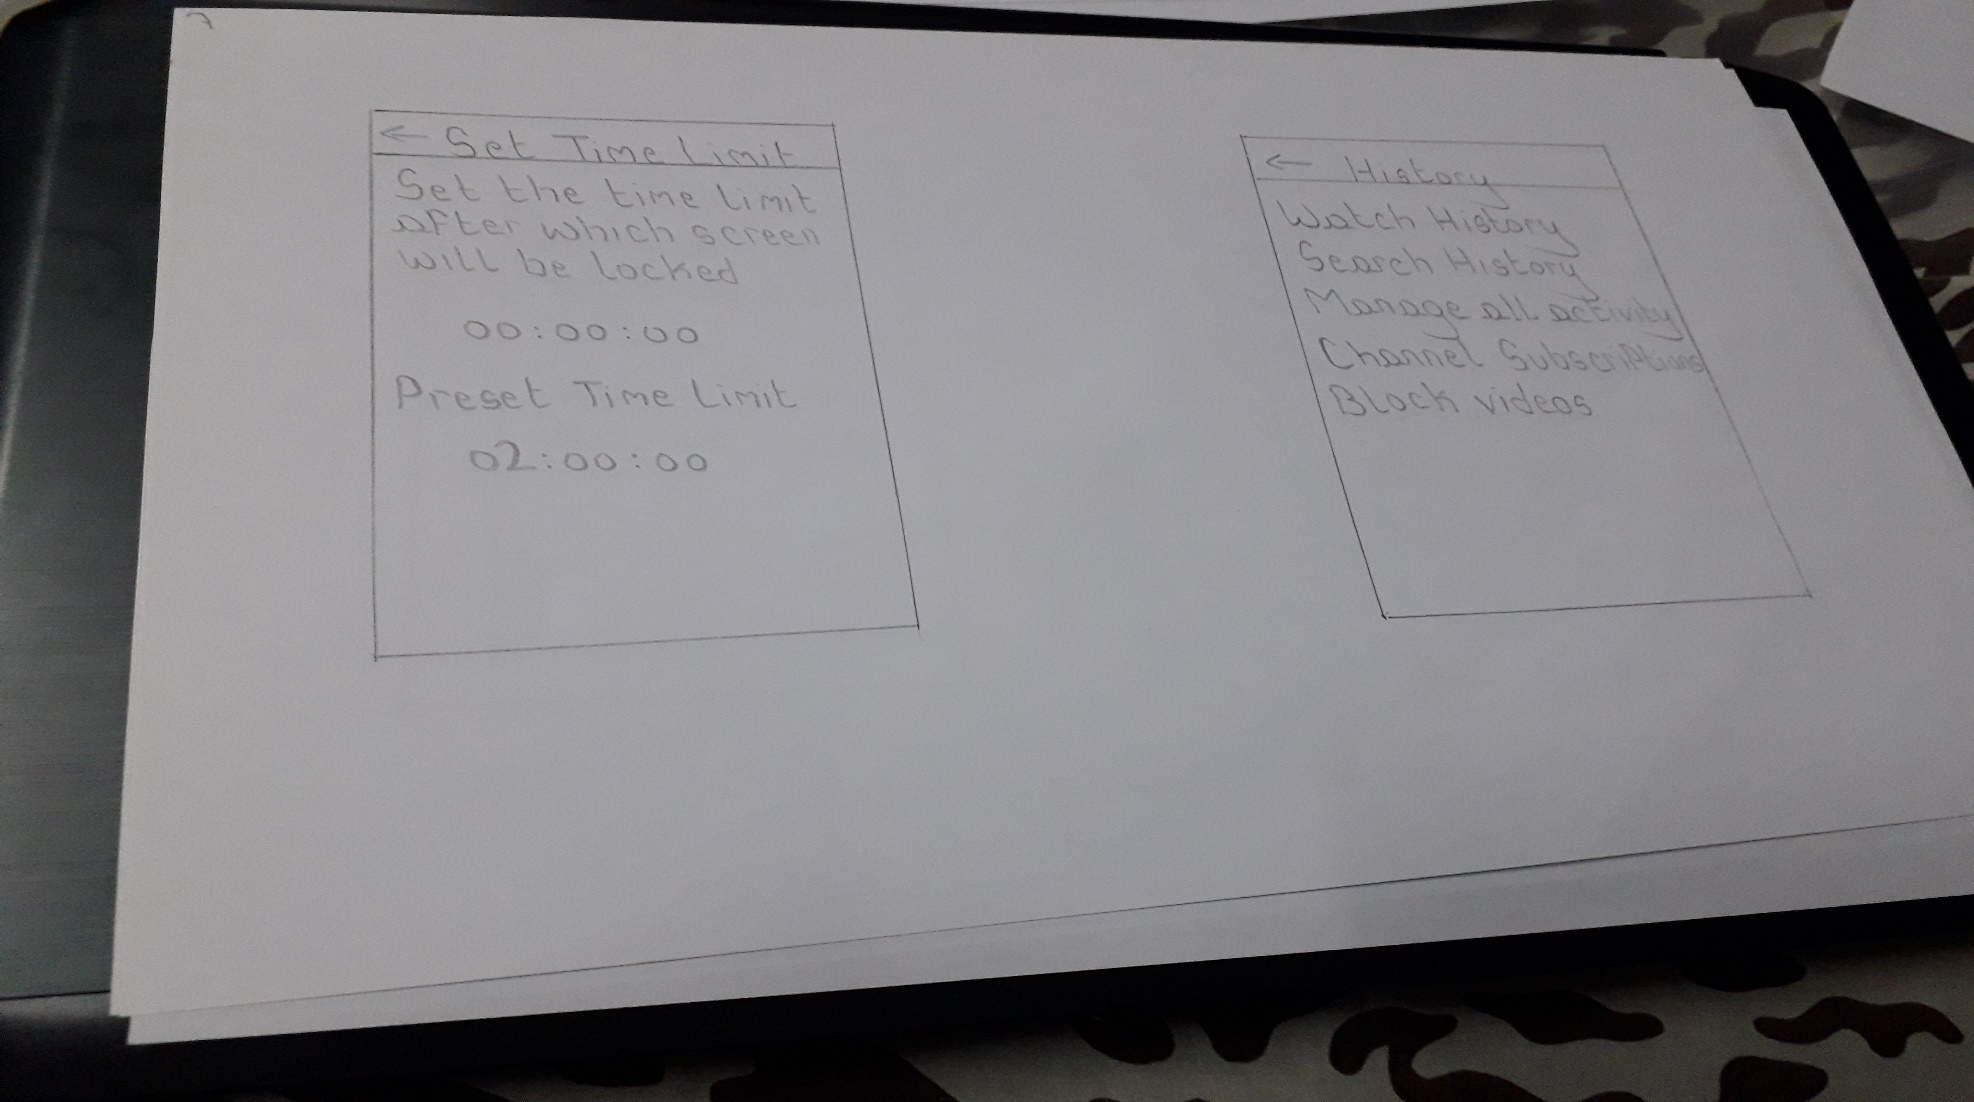 7
← Set Time Limit
Set the time limit
after which screen
will be locked
00:00:00
Preset Time Limit
02:00:00
← History
Watch History
Search History
Manage all activity
Channel Subscriptions
Block videos